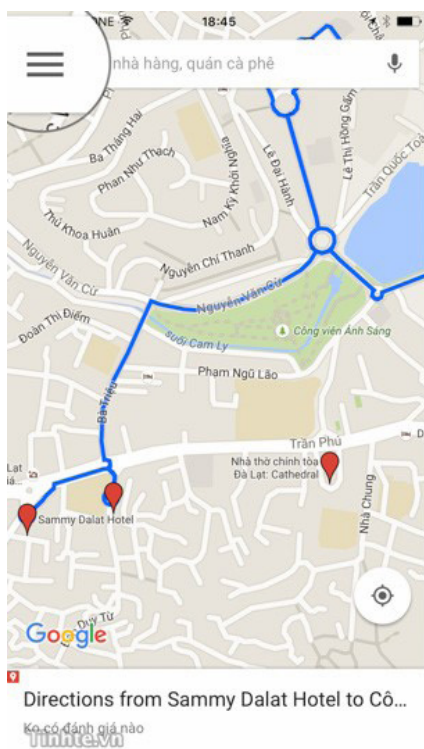 ONE
18:45
nhà hàng, quán cà phê
Lê Thị Hồng Gấm
Trần Quốc Toả
Lê Đại Hành
Ba Tháng Hai
Phan Như Thạch
Nam Kỳ Khởi Nghĩa
Thủ Khoa Huân
Nguyễn Chí Thanh
Nguyễn Văn Cừ
Nguyễn Văn Cừ
Đoàn Thị Điểm
suối Cam Ly
Công viên Ánh Sáng
Phạm Ngũ Lão
Bà Triệu
Trần Phú
Nhà thờ chính tòa
Đà Lạt: Cathedral
Lạt
Sammy Dalat Hotel
Nhà Chung
Duy Từ
Google
Directions from Sammy Dalat Hotel to Cô...
Ko có đánh giá nào
Tinhte.vn